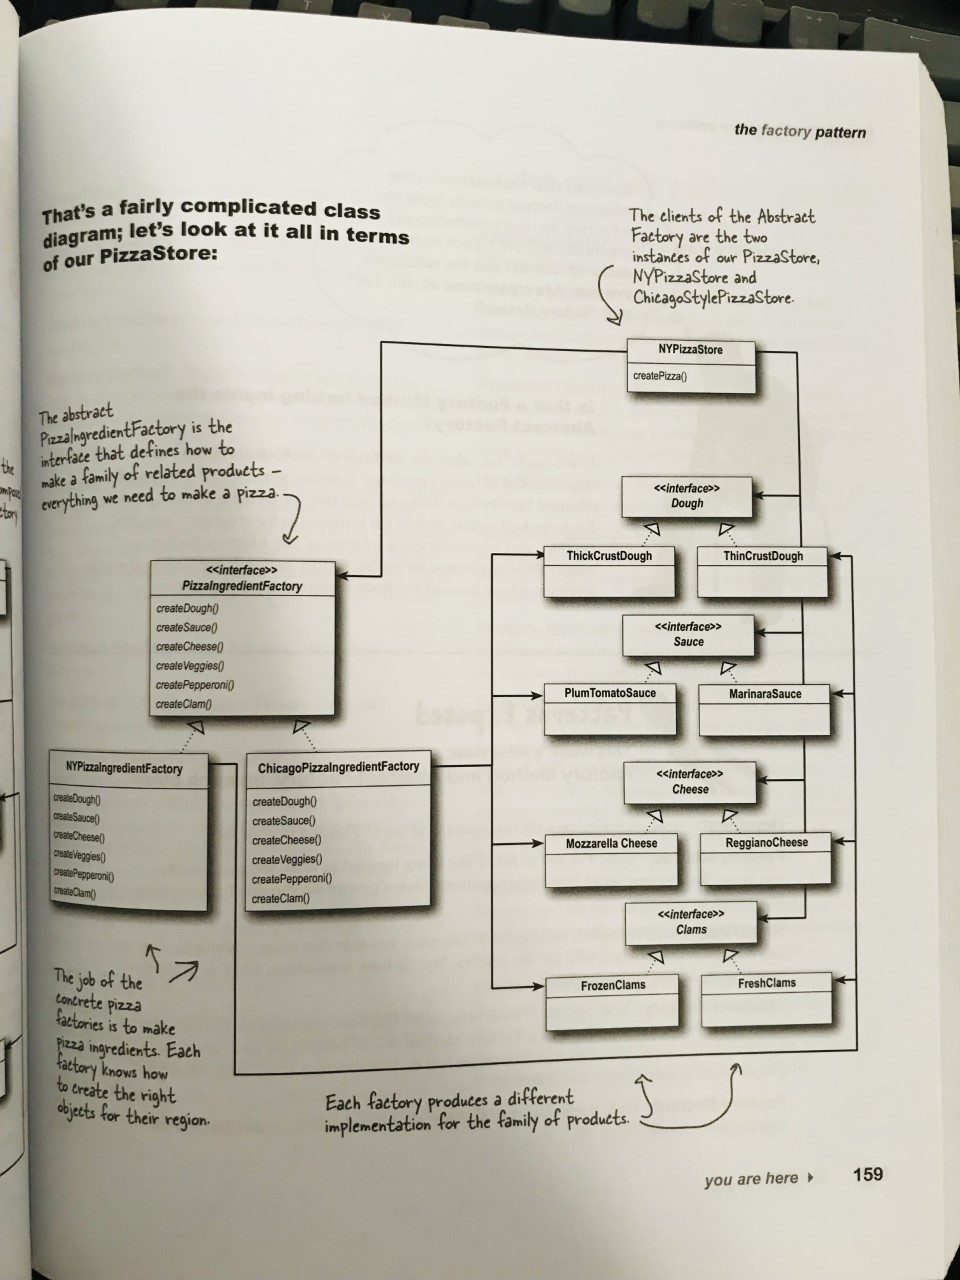 the factory pattern
That's a fairly complicated class
diagram; let's look at it all in terms
of our PizzaStore:
The clients of the Abstract
Factory are the two
instances of our PizzaStore,
NYPizzaStore and
ChicagoStylePizzaStore.
NYPizzaStore
createPizza()
The abstract
PizzaIngredientFactory is the
interface that defines how to
make a family of related products –
everything we need to make a pizza.
<<interface>>
PizzaIngredientFactory
createDough()
createSauce()
createCheese()
createVeggies()
createPepperoni()
createClam()
<<interface>>
Dough
ThickCrustDough
ThinCrustDough
<<interface>>
Sauce
PlumTomatoSauce
MarinaraSauce
NYPizzaIngredientFactory
createDough()
createSauce()
createCheese()
createVeggies()
createPepperoni()
createClam()
ChicagoPizzaIngredientFactory
createDough()
createSauce()
createCheese()
createVeggies()
createPepperoni()
createClam()
<<interface>>
Cheese
Mozzarella Cheese
ReggianoCheese
<<interface>>
Clams
FrozenClams
FreshClams
The job of the
concrete pizza
factories is to make
pizza ingredients. Each
factory knows how
to create the right
objects for their region.
Each factory produces a different
implementation for the family of products.
you are here
159
the